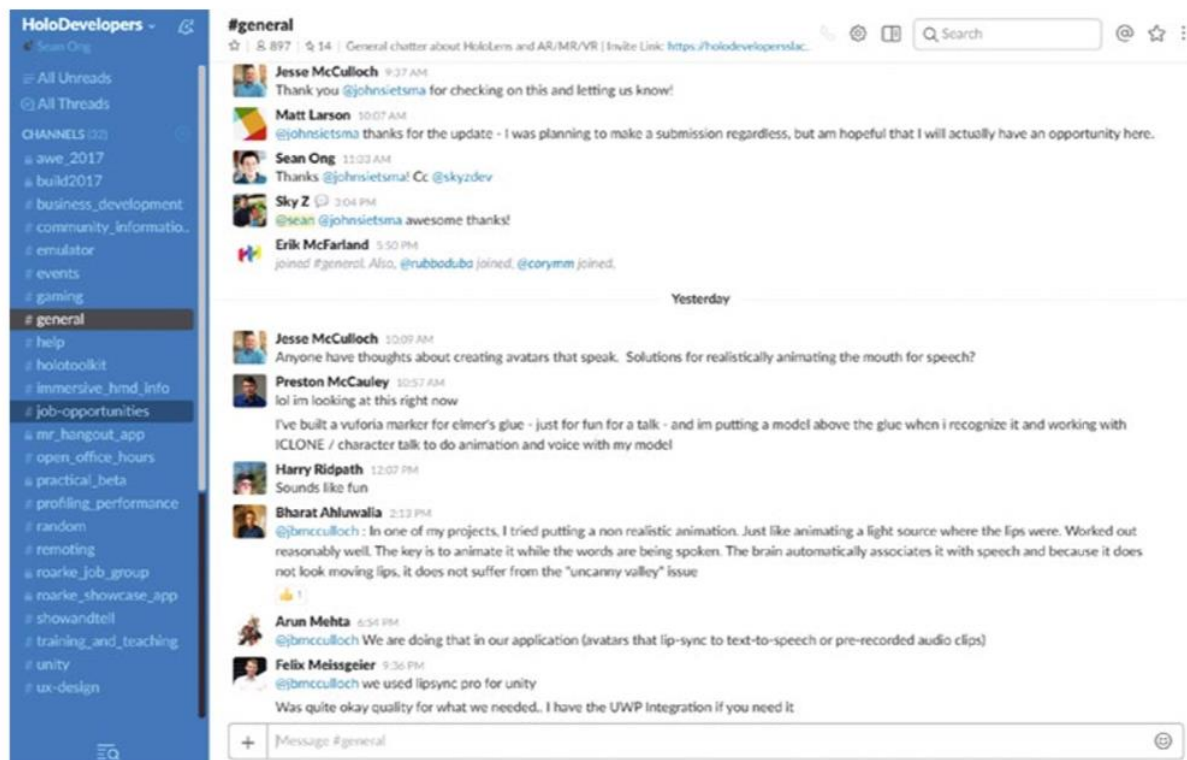 HoloDevelopers
Sean Ong
All Unreads
All Threads
CHANNELS (32)
awe_2017
build2017
# business_development
# community_informatio..
# emulator
# events
# gaming
# general
# help
# holotoolkit
# immersive_hmd_info
# job-opportunities
mr_hangout_app
# open_office_hours
practical_beta
# profiling_performance
# random
# remoting
roarke_job_group
roarke_showcase_app
# showandtell
# training_and_teaching
# unity
# ux-design
#general
897 | 14 | General chatter about HoloLens and AR/MR/VR | Invite Link: https://holodevelopersslac..
Search
Jesse McCulloch 9:37 AM
Thank you @johnsietsma for checking on this and letting us know!
Matt Larson 10:07 AM
@johnsietsma thanks for the update - I was planning to make a submission regardless, but am hopeful that I will actually have an opportunity here.
Sean Ong 11:33 AM
Thanks @johnsietsma! Cc @skyzdev
Sky Z 2:04 PM
@sean @johnsietsma awesome thanks!
Erik McFarland 5:50 PM
joined #general. Also, @rubbaduba joined, @corymm joined.
Yesterday
Jesse McCulloch 10:09 AM
Anyone have thoughts about creating avatars that speak. Solutions for realistically animating the mouth for speech?
Preston McCauley 10:57 AM
lol im looking at this right now
I've built a vuforia marker for elmer's glue - just for fun for a talk - and im putting a model above the glue when i recognize it and working with
ICLONE / character talk to do animation and voice with my model
Harry Ridpath 12:07 PM
Sounds like fun
Bharat Ahluwalia 2:13 PM
@jbmcculloch : In one of my projects, I tried putting a non realistic animation. Just like animating a light source where the lips were. Worked out
reasonably well. The key is to animate it while the words are being spoken. The brain automatically associates it with speech and because it does
not look moving lips, it does not suffer from the "uncanny valley" issue
1
Arun Mehta 6:54 PM
@jbmcculloch We are doing that in our application (avatars that lip-sync to text-to-speech or pre-recorded audio clips)
Felix Meissgeier 9:36 PM
@jbmcculloch we used lipsync pro for unity
Was quite okay quality for what we needed.. I have the UWP Integration if you need it
Message #general